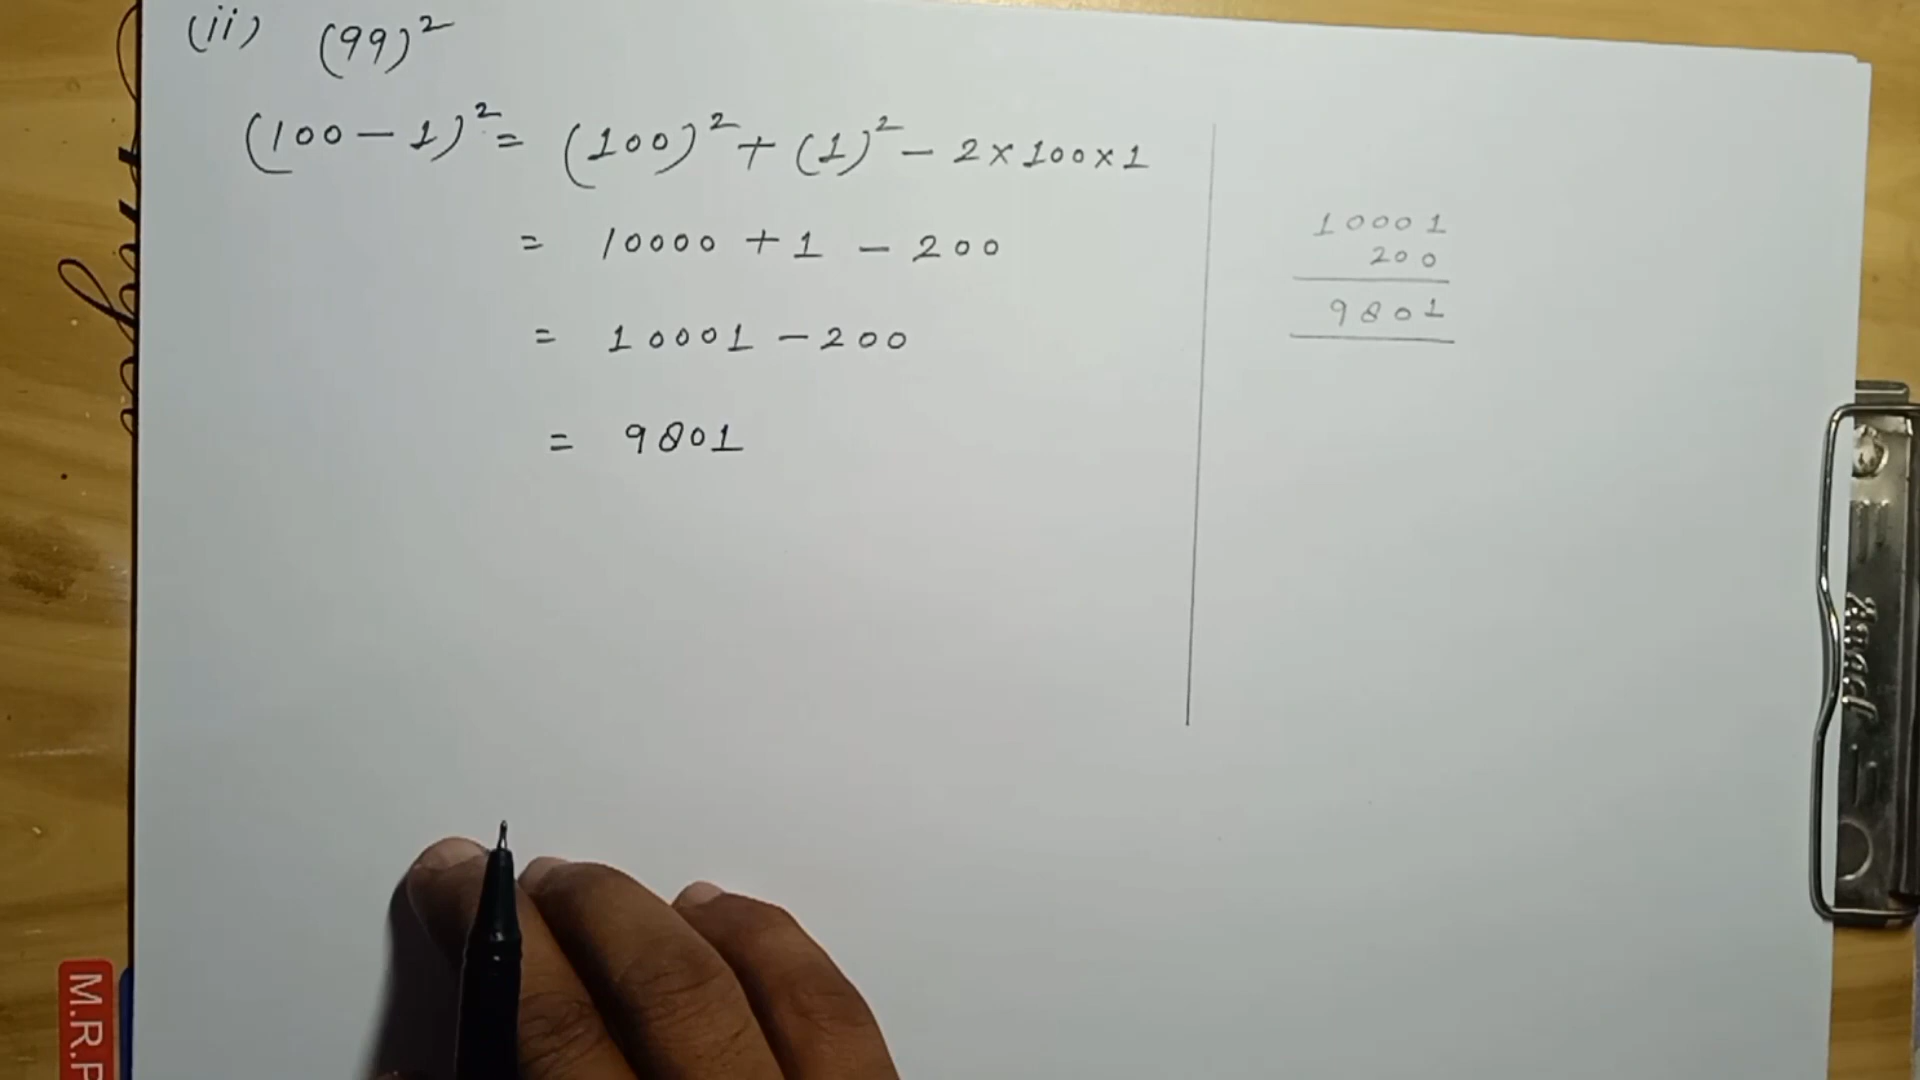 (ii) (99)²
(100 - 1)² = (100)² + (1)² - 2 × 100 × 1
= 10000 + 1 - 200
= 10001 - 200
= 9801
10001
200
9801
M.R.P